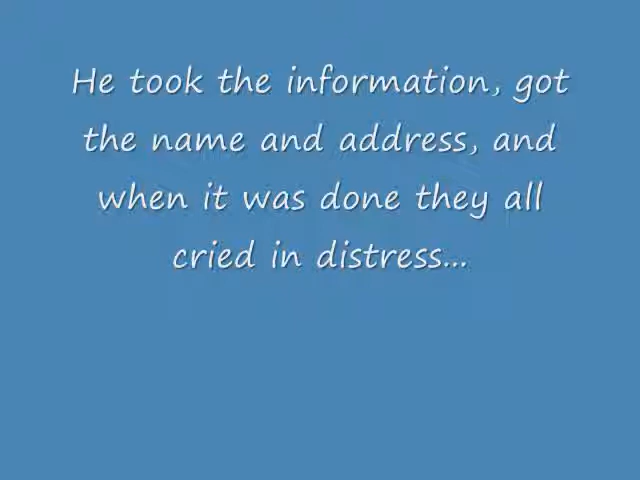 He took the information, got
the name and address, and
when it was done they all
cried in distress...